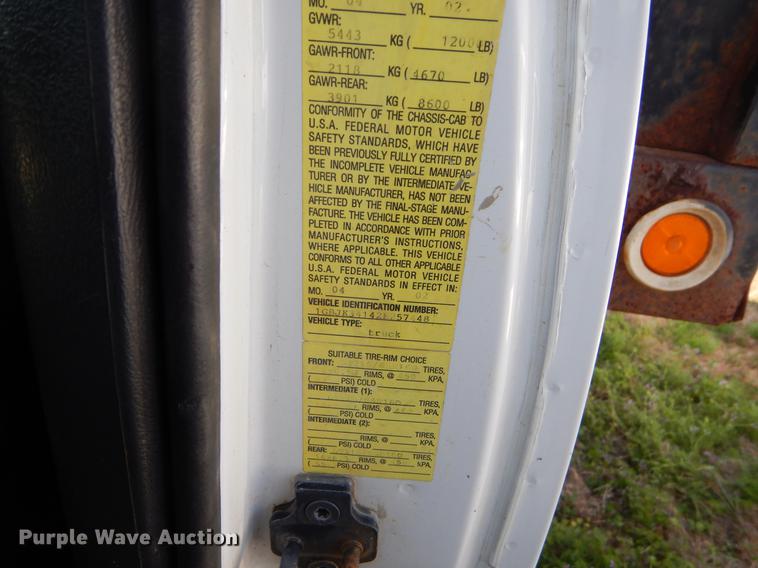 MO. 04 YR. 02
GVWR:
5443 KG ( 1200 LB)
GAWR-FRONT:
2118 KG ( 4670 LB)
GAWR-REAR:
3901 KG ( 8600 LB)
CONFORMITY OF THE CHASSIS-CAB TO
U.S.A. FEDERAL MOTOR VEHICLE
SAFETY STANDARDS, WHICH HAVE
BEEN PREVIOUSLY FULLY CERTIFIED BY
THE INCOMPLETE VEHICLE MANUFAC-
TURER OR BY THE INTERMEDIATE VE-
HICLE MANUFACTURER, HAS NOT BEEN
AFFECTED BY THE FINAL-STAGE MANU-
FACTURE. THE VEHICLE HAS BEEN COM-
PLETED IN ACCORDANCE WITH PRIOR
MANUFACTURER'S INSTRUCTIONS,
WHERE APPLICABLE. THIS VEHICLE
CONFORMS TO ALL OTHER APPLICABLE
U.S.A. FEDERAL MOTOR VEHICLE
SAFETY STANDARDS IN EFFECT IN:
MO. 04 YR. 02
VEHICLE IDENTIFICATION NUMBER:
VEHICLE TYPE:
truck
SUITABLE TIRE-RIM CHOICE
FRONT: TIRES,
RIMS, @ KPA,
( PSI) COLD
INTERMEDIATE (1):
TIRES,
RIMS, @ KPA,
( PSI) COLD
INTERMEDIATE (2):
TIRES,
RIMS, @ KPA,
( PSI) COLD
REAR: TIRES,
RIMS, @ KPA,
( PSI) COLD
Purple Wave Auction